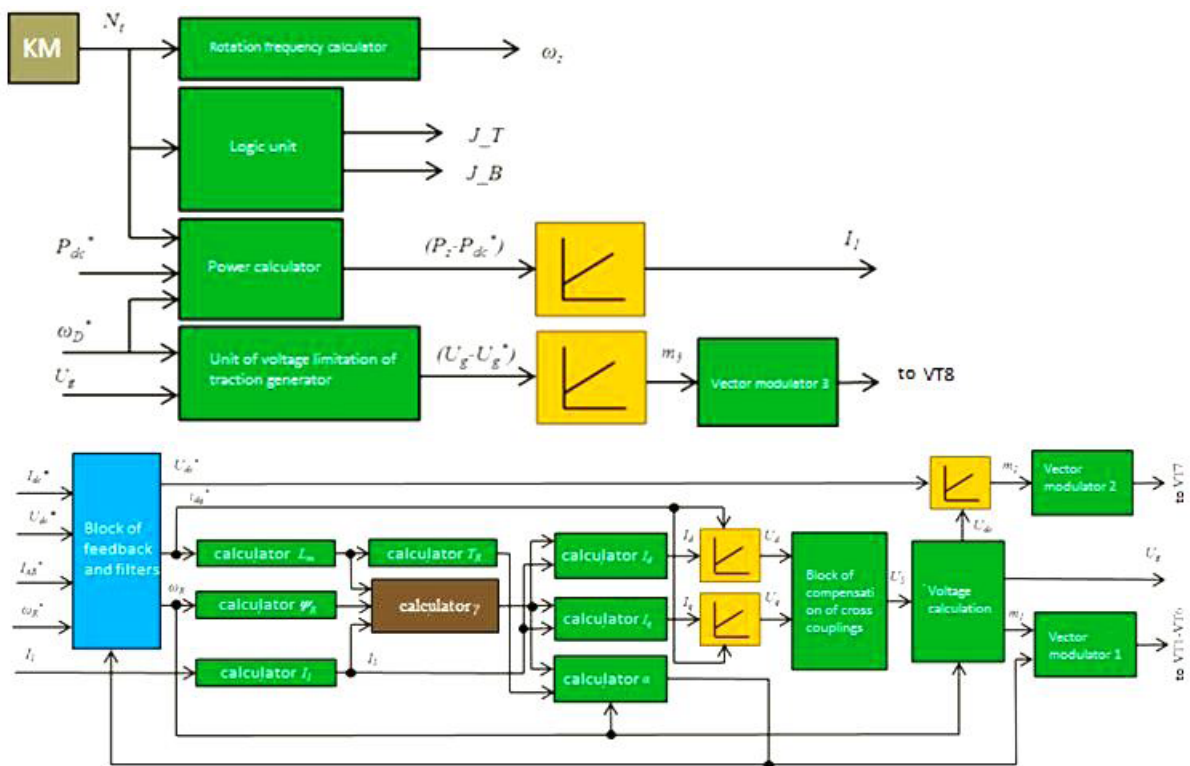 KM
N_t
Rotation frequency calculator
ω_z
Logic unit
J_T
J_B
P_dc*
Power calculator
(P_z-P_dc*)
I_1
ω_D*
U_g
Unit of voltage limitation of
traction generator
(U_g-U_g*)
m_3
Vector modulator 3
to VT8
I_dc*
U_dc*
I_AB*
ω_R*
I_1
Block of
feedback
and filters
U_dc*
i_dq*
ω_R
calculator L_m
calculator T_R
calculator ψ_R
calculator γ
calculator I_1
I_1
calculator I_d
calculator I_q
calculator α
I_d
I_q
U_d
U_q
Block of
compensati
on of cross
couplings
U_S
Voltage
calculation
U_dc
m_2
Vector
modulator 2
to VT7
U_g
m_1
Vector
modulator 1
to VT1-VT6